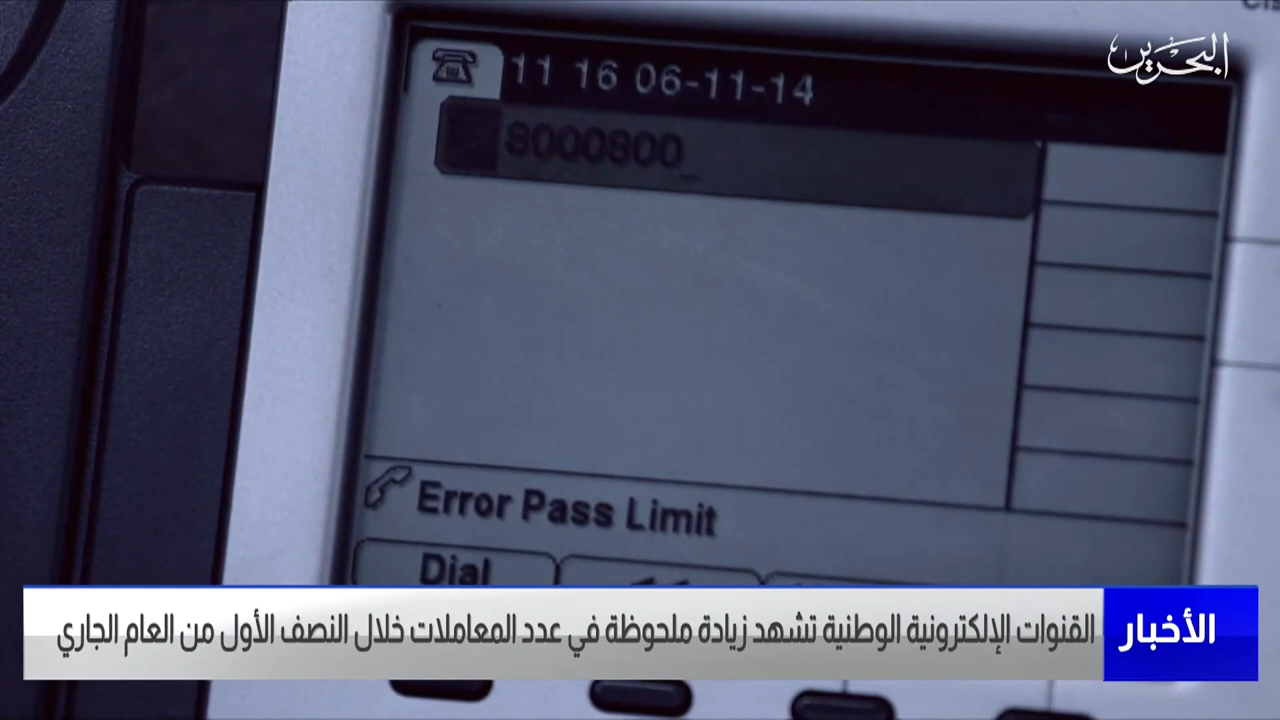 البحرين
11 16 06-11-14
8000800_
Error Pass Limit
Dial
الأخبار
القنوات الإلكترونية الوطنية تشهد زيادة ملحوظة في عدد المعاملات خلال النصف الأول من العام الجاري